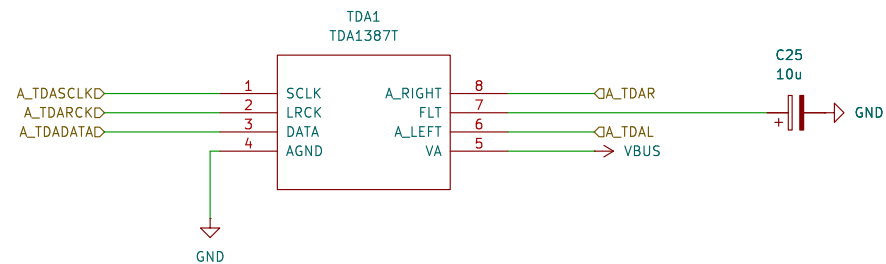 TDA1
TDA1387T
C25
10u
A_TDASCLK 1 SCLK A_RIGHT 8 A_TDAR
A_TDARCK 2 LRCK FLT 7 + GND
A_TDADATA 3 DATA A_LEFT 6 A_TDAL
4 AGND VA 5 VBUS
GND